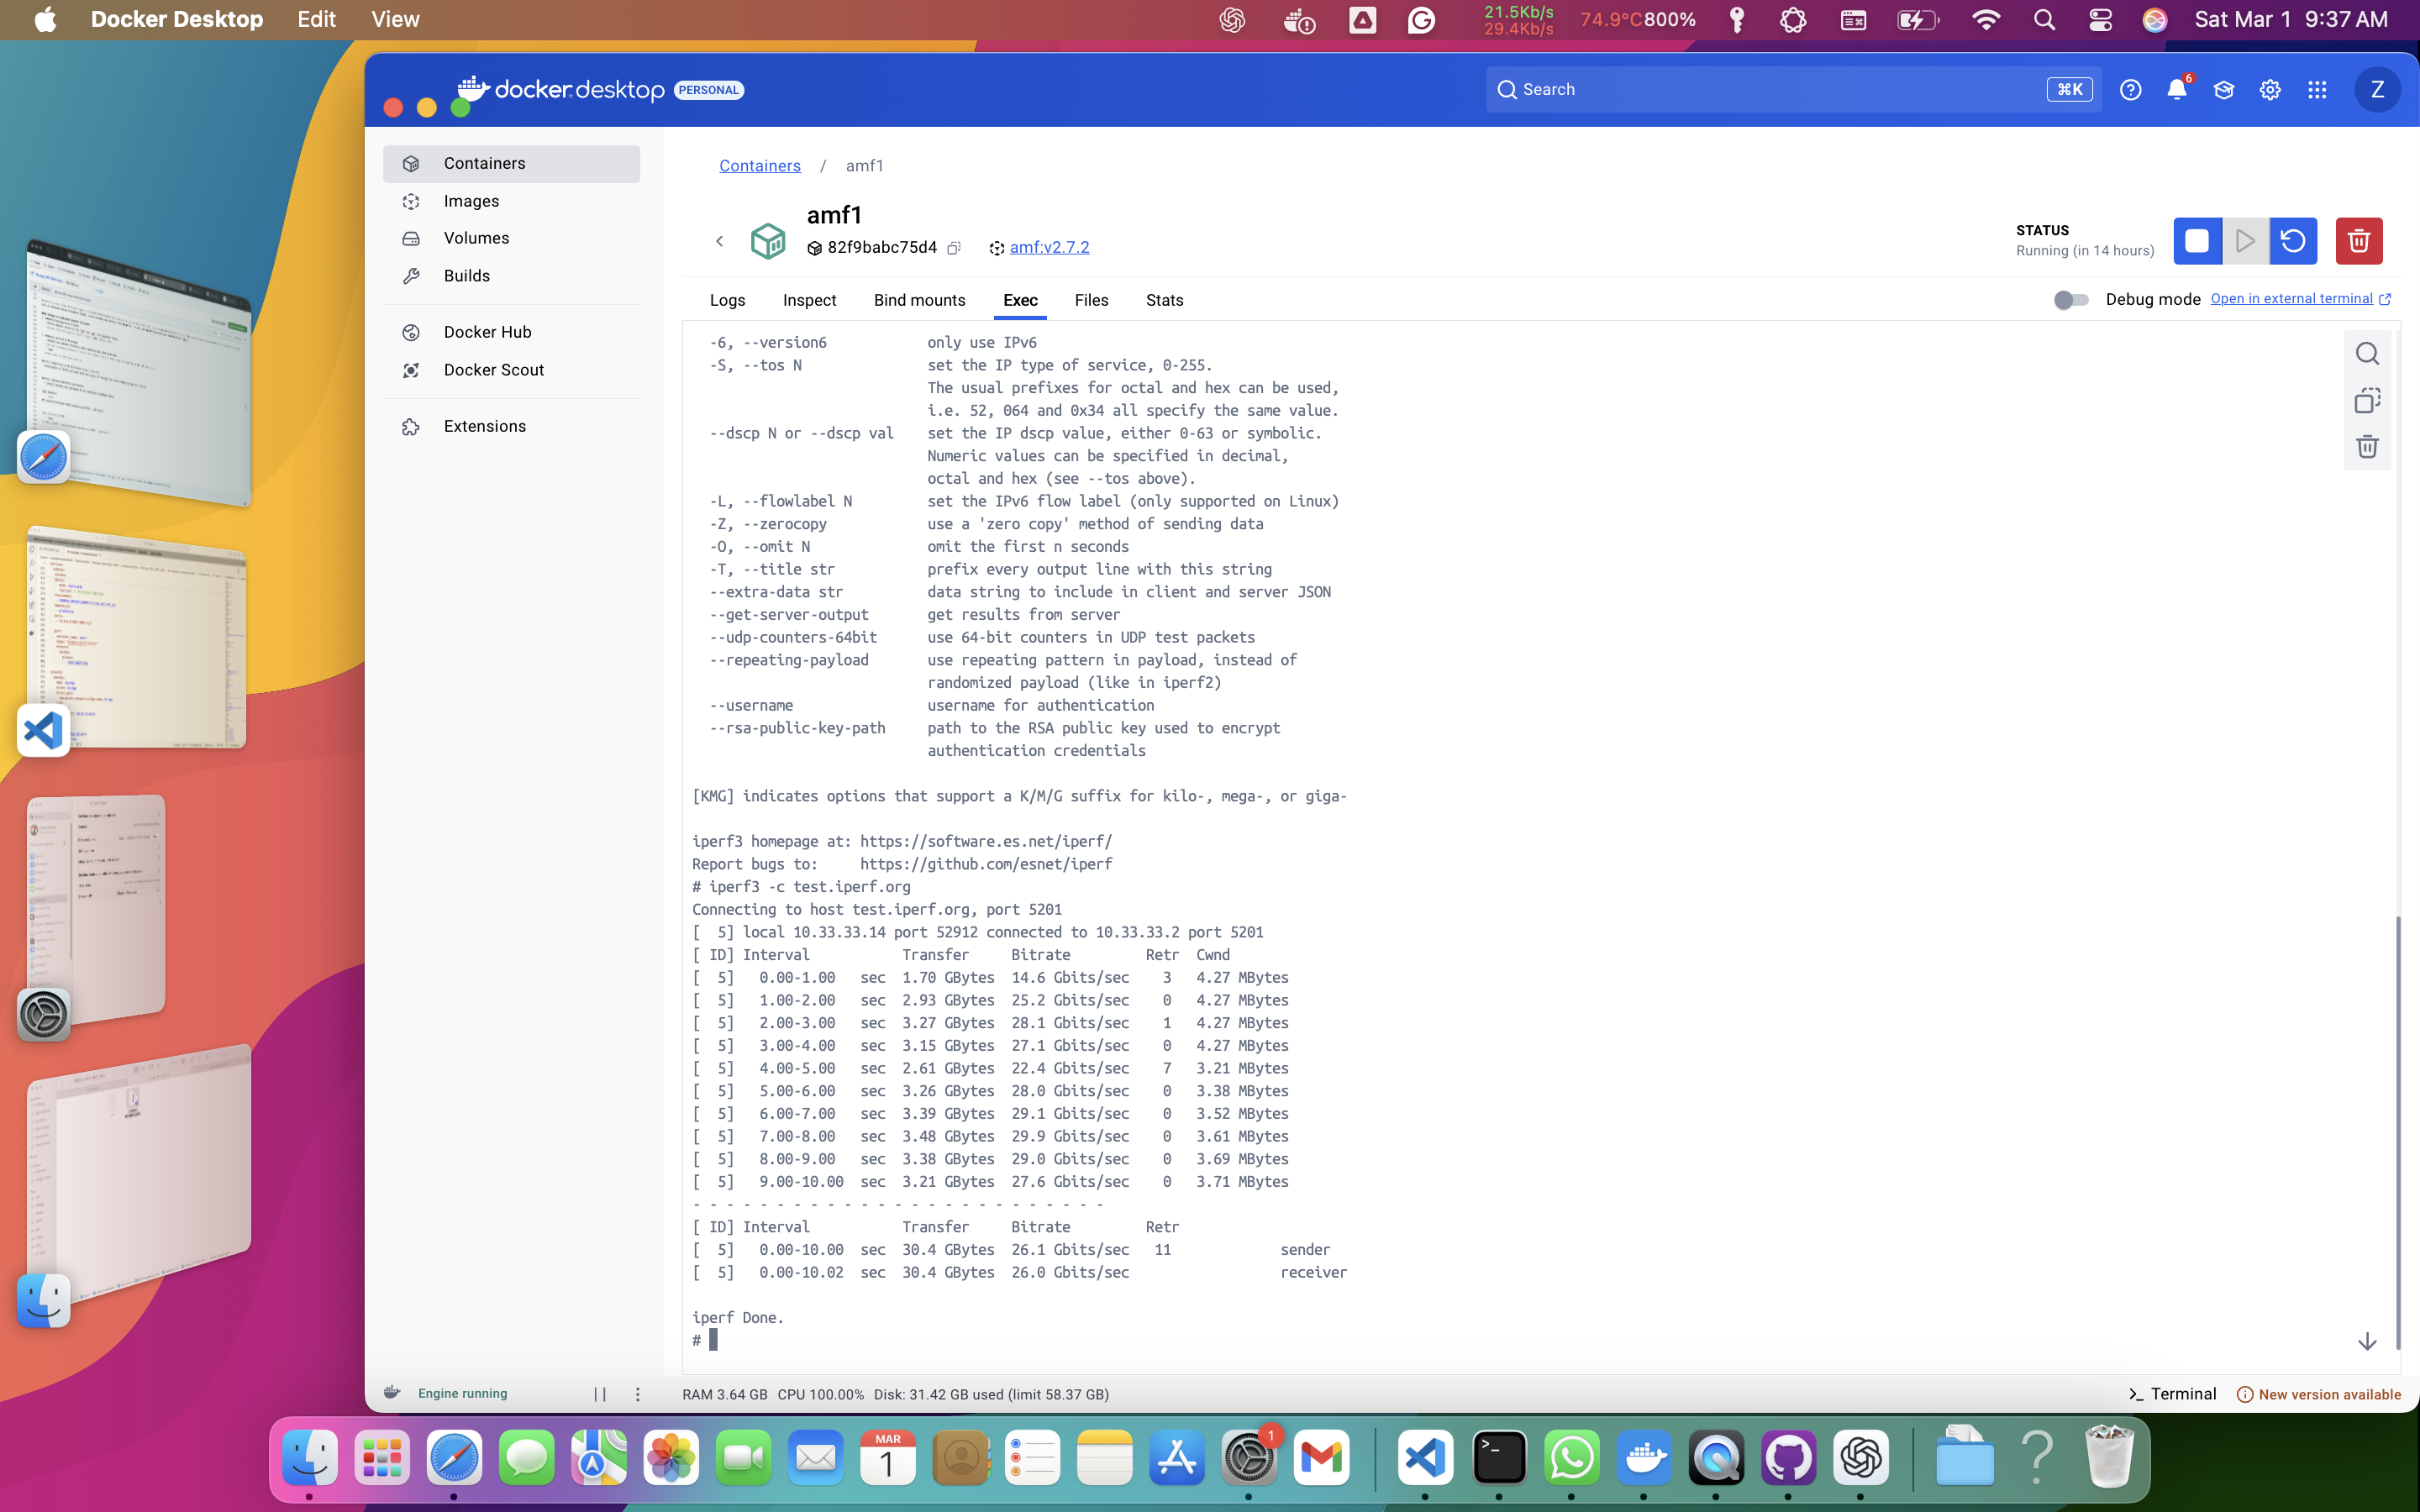 Docker Desktop Edit View
21.5Kb/s
29.4Kb/s
74.9°C 800%
Sat Mar 1 9:37 AM
docker desktop PERSONAL
Search
⌘K
6
Z
Containers
Images
Volumes
Builds
Docker Hub
Docker Scout
Extensions
Containers / amf1
amf1
82f9babc75d4
amf:v2.7.2
STATUS
Running (in 14 hours)
Logs Inspect Bind mounts Exec Files Stats
Debug mode Open in external terminal
-6, --version6 only use IPv6
-S, --tos N set the IP type of service, 0-255.
The usual prefixes for octal and hex can be used,
i.e. 52, 064 and 0x34 all specify the same value.
--dscp N or --dscp val set the IP dscp value, either 0-63 or symbolic.
Numeric values can be specified in decimal,
octal and hex (see --tos above).
-L, --flowlabel N set the IPv6 flow label (only supported on Linux)
-Z, --zerocopy use a 'zero copy' method of sending data
-O, --omit N omit the first n seconds
-T, --title str prefix every output line with this string
--extra-data str data string to include in client and server JSON
--get-server-output get results from server
--udp-counters-64bit use 64-bit counters in UDP test packets
--repeating-payload use repeating pattern in payload, instead of
randomized payload (like in iperf2)
--username username for authentication
--rsa-public-key-path path to the RSA public key used to encrypt
authentication credentials
[KMG] indicates options that support a K/M/G suffix for kilo-, mega-, or giga-
iperf3 homepage at: https://software.es.net/iperf/
Report bugs to: https://github.com/esnet/iperf
# iperf3 -c test.iperf.org
Connecting to host test.iperf.org, port 5201
[ 5] local 10.33.33.14 port 52912 connected to 10.33.33.2 port 5201
[ ID] Interval Transfer Bitrate Retr Cwnd
[ 5] 0.00-1.00 sec 1.70 GBytes 14.6 Gbits/sec 3 4.27 MBytes
[ 5] 1.00-2.00 sec 2.93 GBytes 25.2 Gbits/sec 0 4.27 MBytes
[ 5] 2.00-3.00 sec 3.27 GBytes 28.1 Gbits/sec 1 4.27 MBytes
[ 5] 3.00-4.00 sec 3.15 GBytes 27.1 Gbits/sec 0 4.27 MBytes
[ 5] 4.00-5.00 sec 2.61 GBytes 22.4 Gbits/sec 7 3.21 MBytes
[ 5] 5.00-6.00 sec 3.26 GBytes 28.0 Gbits/sec 0 3.38 MBytes
[ 5] 6.00-7.00 sec 3.39 GBytes 29.1 Gbits/sec 0 3.52 MBytes
[ 5] 7.00-8.00 sec 3.48 GBytes 29.9 Gbits/sec 0 3.61 MBytes
[ 5] 8.00-9.00 sec 3.38 GBytes 29.0 Gbits/sec 0 3.69 MBytes
[ 5] 9.00-10.00 sec 3.21 GBytes 27.6 Gbits/sec 0 3.71 MBytes
- - - - - - - - - - - - - - - - - - - - - - - - -
[ ID] Interval Transfer Bitrate Retr
[ 5] 0.00-10.00 sec 30.4 GBytes 26.1 Gbits/sec 11 sender
[ 5] 0.00-10.02 sec 30.4 GBytes 26.0 Gbits/sec receiver
iperf Done.
#
Engine running
RAM 3.64 GB CPU 100.00% Disk: 31.42 GB used (limit 58.37 GB)
Terminal
New version available
MAR
1
1